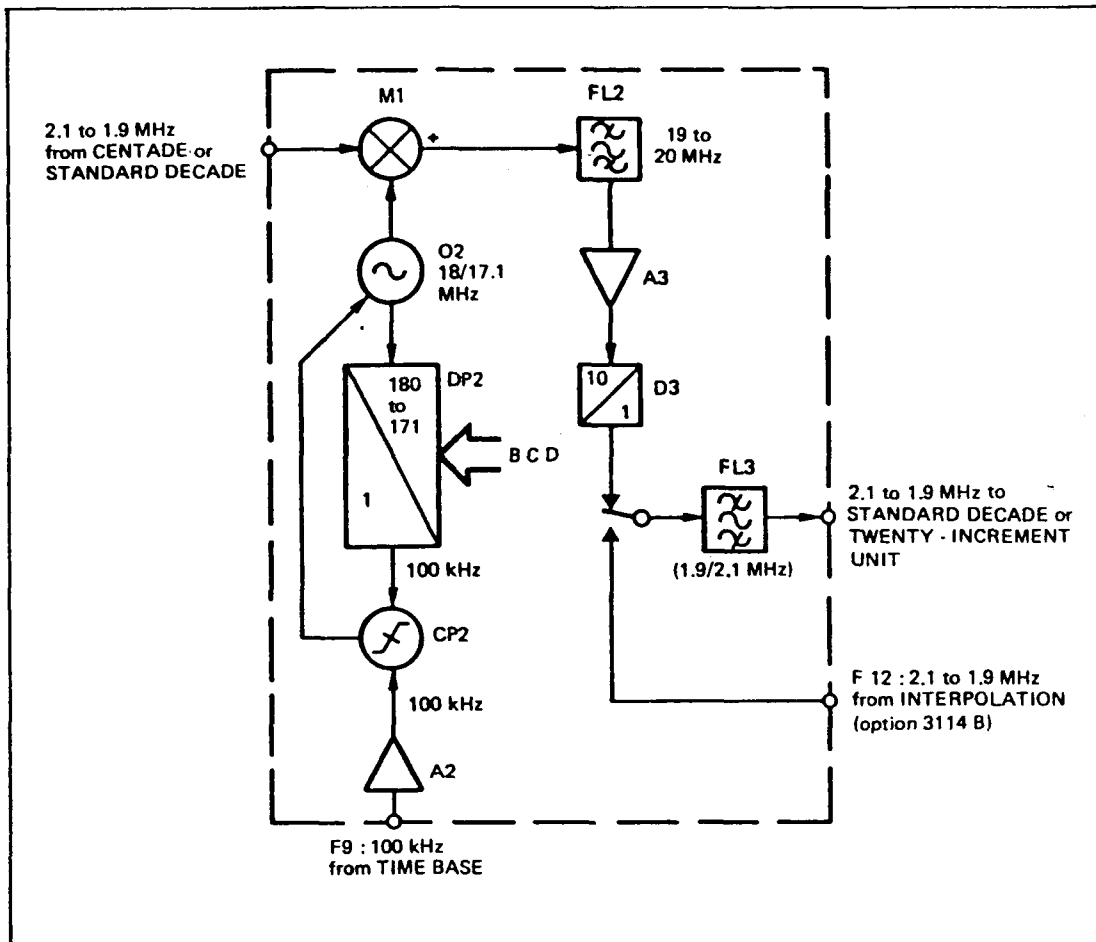 M1
FL2
2.1 to 1.9 MHz
from CENTADE or
STANDARD DECADE
+
19 to
20 MHz
O2
18/17.1
MHz
A3
180
to
171
1
DP2
B C D
10
1
D3
FL3
(1.9/2.1 MHz)
2.1 to 1.9 MHz to
STANDARD DECADE or
TWENTY - INCREMENT
UNIT
100 kHz
CP2
100 kHz
A2
F 12 : 2.1 to 1.9 MHz
from INTERPOLATION
(option 3114 B)
F9 : 100 kHz
from TIME BASE